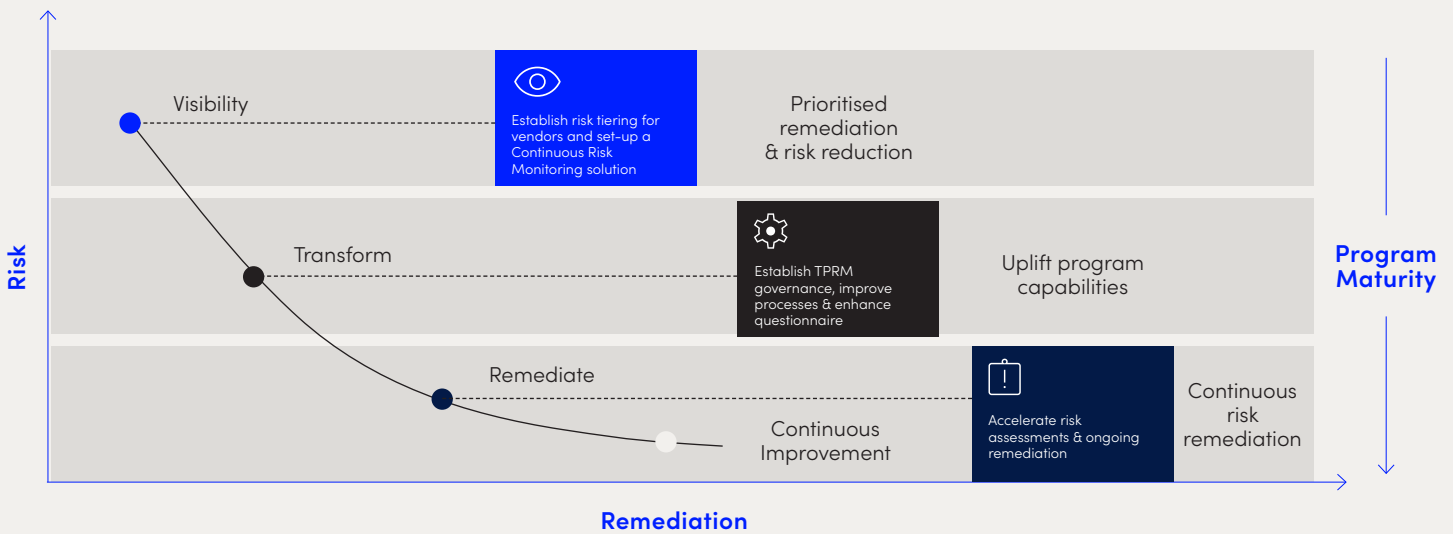 Visibility
Establish risk tiering for
vendors and set-up a
Continuous Risk
Monitoring solution
Prioritised
remediation
& risk reduction
Risk
Transform
Establish TPRM
governance, improve
processes & enhance
questionnaire
Uplift program
capabilities
Program
Maturity
Remediate
Continuous
Improvement
Accelerate risk
assessments & ongoing
remediation
Continuous
risk
remediation
Remediation